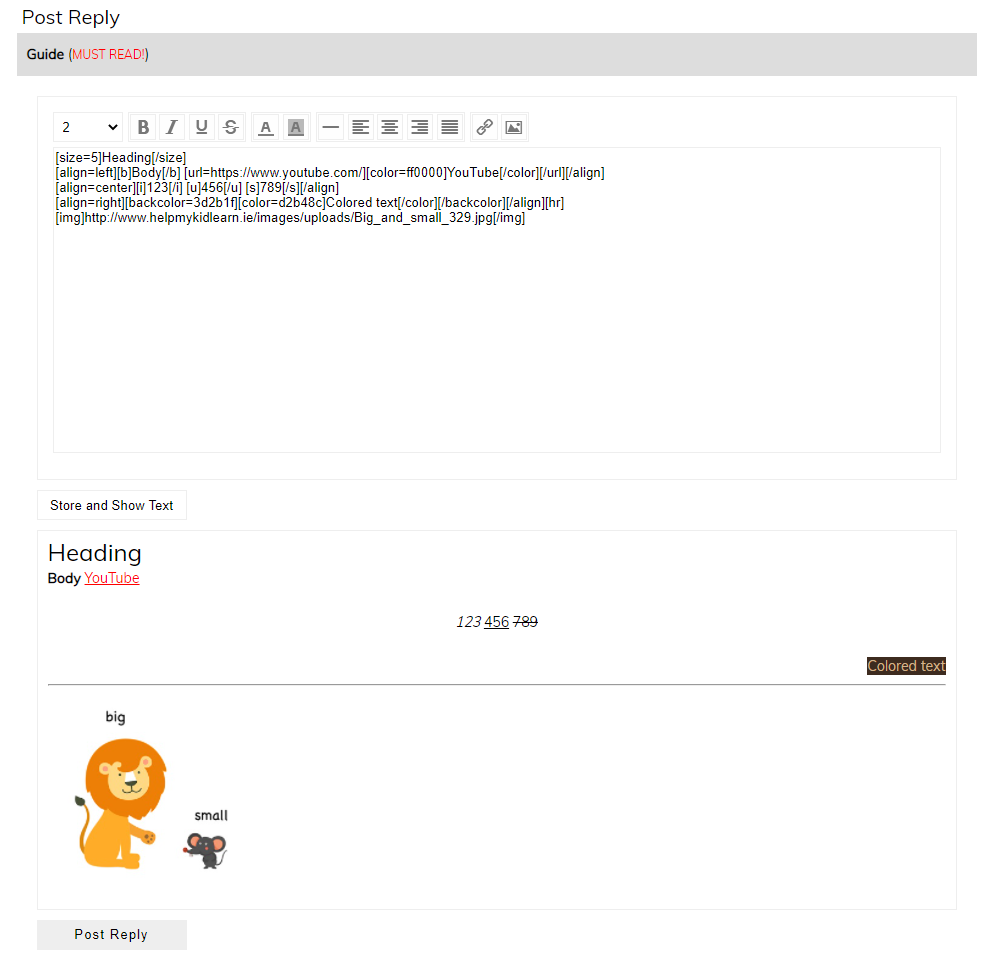 Post Reply
Guide (MUST READ!)
2 B I U S A A
[size=5]Heading[/size]
[align=left][b]Body[/b] [url=https://www.youtube.com/][color=ff0000]YouTube[/color][/url][/align]
[align=center][i]123[/i] [u]456[/u] [s]789[/s][/align]
[align=right][backcolor=3d2b1f][color=d2b48c]Colored text[/color][/backcolor][/align][hr]
[img]http://www.helpmykidlearn.ie/images/uploads/Big_and_small_329.jpg[/img]
Store and Show Text
Heading
Body YouTube
123 456 789
Colored text
big
small
Post Reply